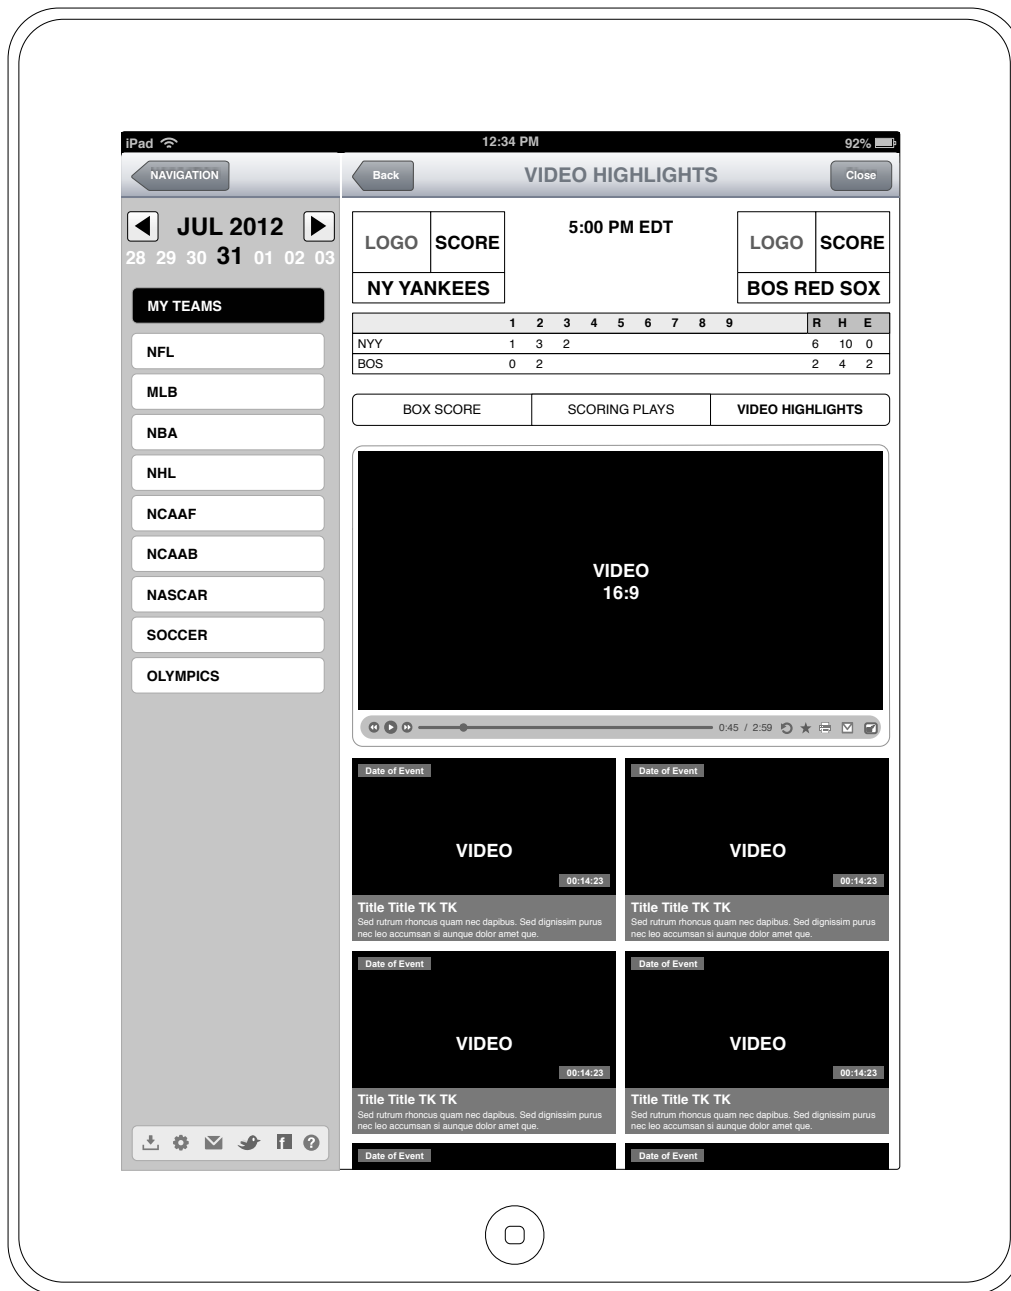 iPad 12:34 PM 92%
NAVIGATION
JUL 2012
28 29 30 31 01 02 03
MY TEAMS
NFL
MLB
NBA
NHL
NCAAF
NCAAB
NASCAR
SOCCER
OLYMPICS
Back VIDEO HIGHLIGHTS Close
LOGO SCORE 5:00 PM EDT LOGO SCORE
NY YANKEES BOS RED SOX
1 2 3 4 5 6 7 8 9 R H E
NYY 1 3 2 6 10 0
BOS 0 2 2 4 2
BOX SCORE SCORING PLAYS VIDEO HIGHLIGHTS
VIDEO
16:9
0:45 / 2:59
Date of Event
VIDEO
00:14:23
Title Title TK TK
Sed rutrum rhoncus quam nec dapibus. Sed dignissim purus
nec leo accumsan si aunque dolor amet que.
Date of Event
VIDEO
00:14:23
Title Title TK TK
Sed rutrum rhoncus quam nec dapibus. Sed dignissim purus
nec leo accumsan si aunque dolor amet que.
Date of Event
VIDEO
00:14:23
Title Title TK TK
Sed rutrum rhoncus quam nec dapibus. Sed dignissim purus
nec leo accumsan si aunque dolor amet que.
Date of Event
VIDEO
00:14:23
Title Title TK TK
Sed rutrum rhoncus quam nec dapibus. Sed dignissim purus
nec leo accumsan si aunque dolor amet que.
Date of Event
Date of Event